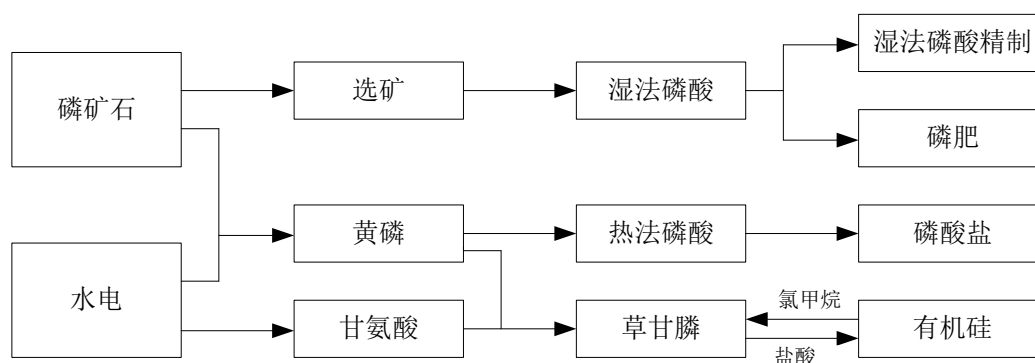 湿法磷酸精制
磷矿石
选矿
湿法磷酸
磷肥
黄磷
热法磷酸
磷酸盐
水电
甘氨酸
草甘膦
氯甲烷
盐酸
有机硅